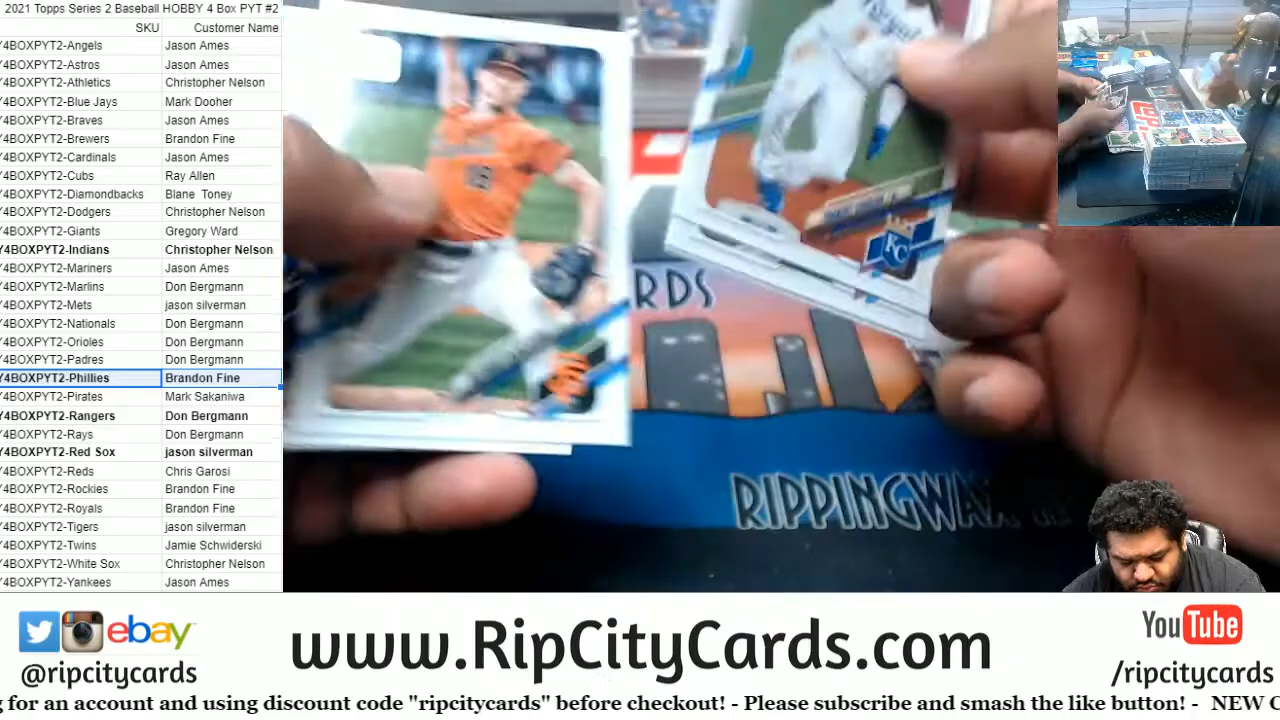 2021 Topps Series 2 Baseball HOBBY 4 Box PYT #2
SKU Customer Name
Y4BOXPYT2-Angels Jason Ames
Y4BOXPYT2-Astros Jason Ames
Y4BOXPYT2-Athletics Christopher Nelson
Y4BOXPYT2-Blue Jays Mark Dooher
Y4BOXPYT2-Braves Jason Ames
Y4BOXPYT2-Brewers Brandon Fine
Y4BOXPYT2-Cardinals Jason Ames
Y4BOXPYT2-Cubs Ray Allen
Y4BOXPYT2-Diamondbacks Blane Toney
Y4BOXPYT2-Dodgers Christopher Nelson
Y4BOXPYT2-Giants Gregory Ward
Y4BOXPYT2-Indians Christopher Nelson
Y4BOXPYT2-Mariners Jason Ames
Y4BOXPYT2-Marlins Don Bergmann
Y4BOXPYT2-Mets jason silverman
Y4BOXPYT2-Nationals Don Bergmann
Y4BOXPYT2-Orioles Don Bergmann
Y4BOXPYT2-Padres Don Bergmann
Y4BOXPYT2-Phillies Brandon Fine
Y4BOXPYT2-Pirates Mark Sakaniwa
Y4BOXPYT2-Rangers Don Bergmann
Y4BOXPYT2-Rays Don Bergmann
Y4BOXPYT2-Red Sox jason silverman
Y4BOXPYT2-Reds Chris Garosi
Y4BOXPYT2-Rockies Brandon Fine
Y4BOXPYT2-Royals Brandon Fine
Y4BOXPYT2-Tigers jason silverman
Y4BOXPYT2-Twins Jamie Schwiderski
Y4BOXPYT2-White Sox Christopher Nelson
Y4BOXPYT2-Yankees Jason Ames
16
KC
RDS
RIPPINGWAX
ebay
@ripcitycards
www.RipCityCards.com
YouTube
/ripcitycards
g for an account and using discount code "ripcitycards" before checkout! - Please subscribe and smash the like button! - NEW C